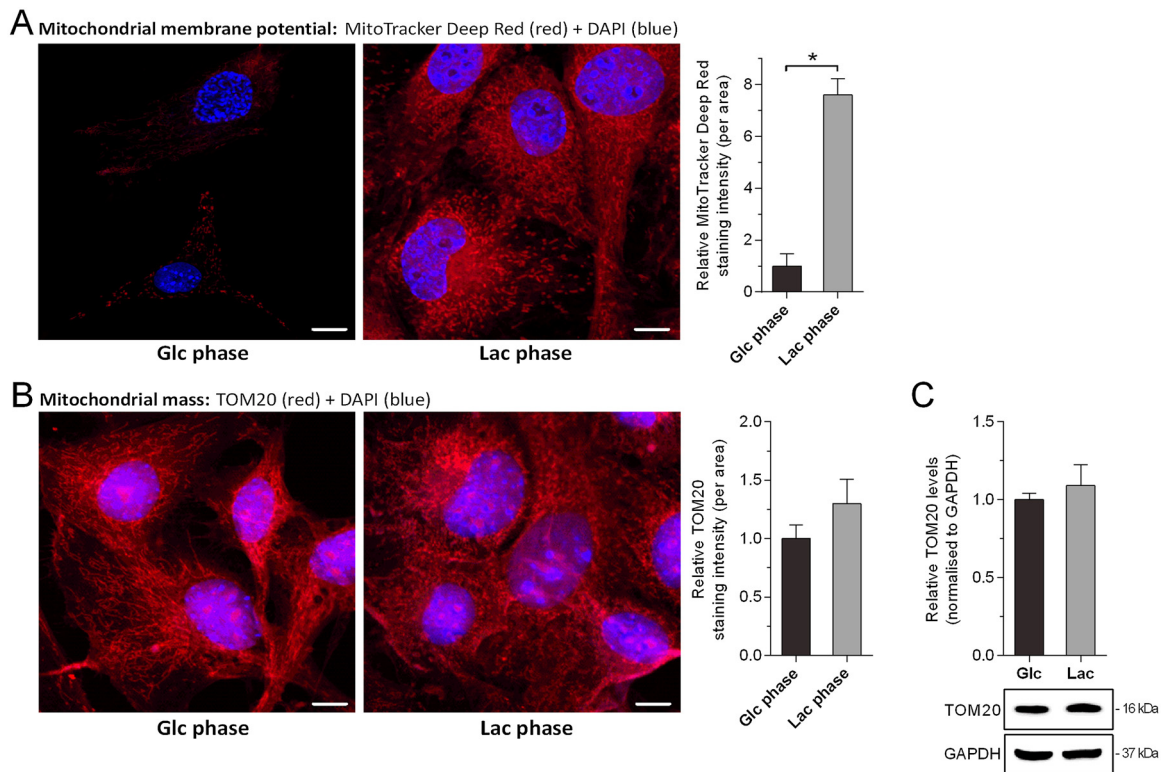 A
Mitochondrial membrane potential: MitoTracker Deep Red (red) + DAPI (blue)
Glc phase
Lac phase
Relative MitoTracker Deep Red
staining intensity (per area)
8
6
4
2
0
*
Glc phase
Lac phase
B
Mitochondrial mass: TOM20 (red) + DAPI (blue)
Glc phase
Lac phase
Relative TOM20
staining intensity (per area)
2.0
1.5
1.0
0.5
0.0
Glc phase
Lac phase
C
Relative TOM20 levels
(normalised to GAPDH)
1.5
1.0
0.5
0.0
Glc Lac
TOM20 - 16 kDa
GAPDH - 37 kDa